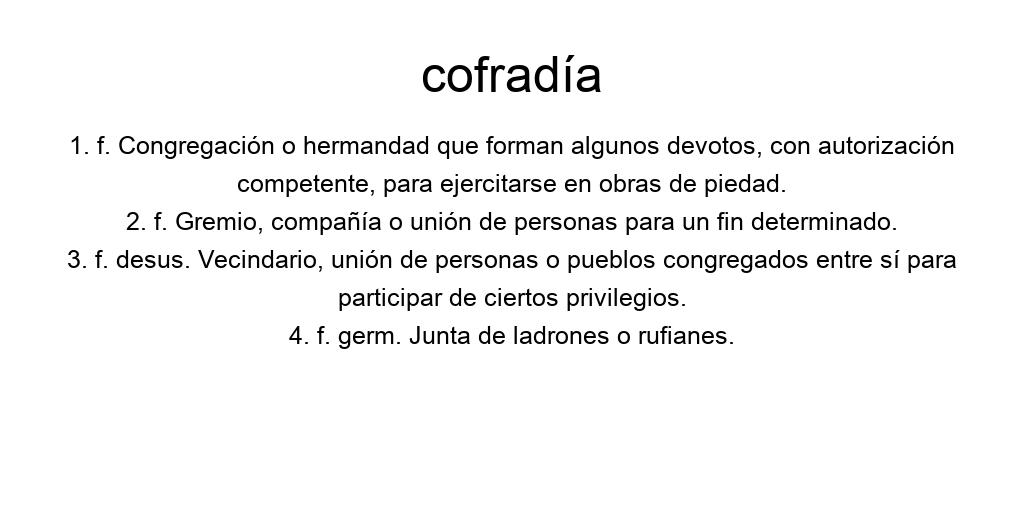 cofradía
1. f. Congregación o hermandad que forman algunos devotos, con autorización
competente, para ejercitarse en obras de piedad.
2. f. Gremio, compañía o unión de personas para un fin determinado.
3. f. desus. Vecindario, unión de personas o pueblos congregados entre sí para
participar de ciertos privilegios.
4. f. germ. Junta de ladrones o rufianes.